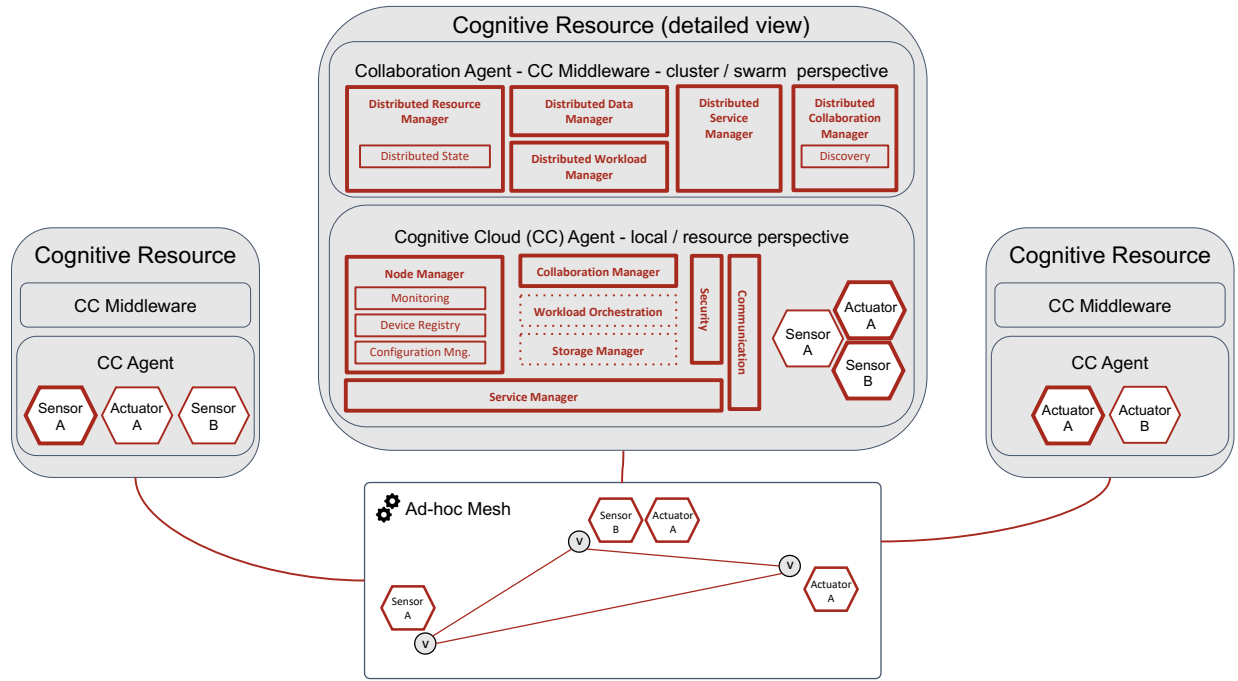 Cognitive Resource (detailed view)
Collaboration Agent - CC Middleware - cluster / swarm perspective
Distributed Resource
Manager
Distributed State
Distributed Data
Manager
Distributed Workload
Manager
Distributed
Service
Manager
Distributed
Collaboration
Manager
Discovery
Cognitive Cloud (CC) Agent - local / resource perspective
Node Manager
Monitoring
Device Registry
Configuration Mng.
Collaboration Manager
Workload Orchestration
Storage Manager
Security
Communication
Service Manager
Sensor
A
Actuator
A
Sensor
B
Cognitive Resource
CC Middleware
CC Agent
Sensor
A
Actuator
A
Sensor
B
Cognitive Resource
CC Middleware
CC Agent
Actuator
A
Actuator
B
Ad-hoc Mesh
Sensor
B
Actuator
A
V
V
Actuator
A
Sensor
A
V